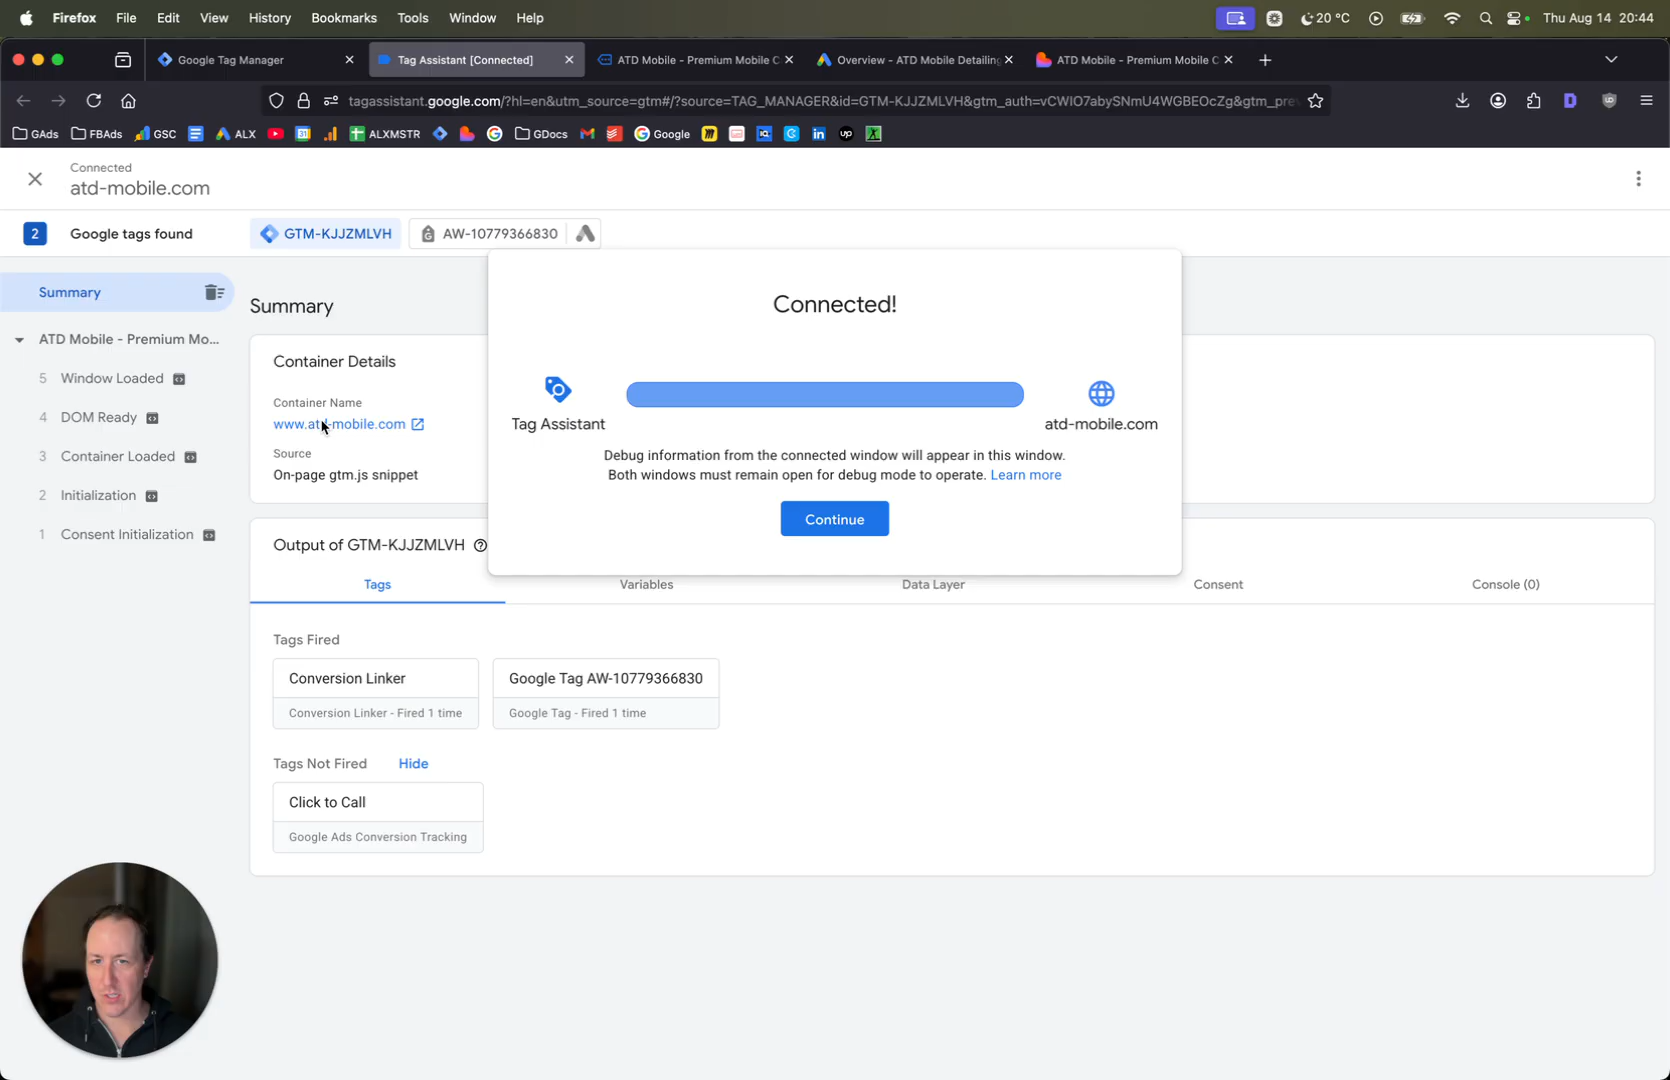 Firefox File Edit View History Bookmarks Tools Window Help 20 °C Thu Aug 14 20:44
Google Tag Manager Tag Assistant [Connected] ATD Mobile - Premium Mobile C Overview - ATD Mobile Detailing ATD Mobile - Premium Mobile C
tagassistant.google.com/?hl=en&utm_source=gtm#/?source=TAG_MANAGER&id=GTM-KJJZMLVH&gtm_auth=vCWIO7abySNmU4WGBEOcZg&gtm_pre
GAds FBAds GSC ALX ALXMSTR GDocs Google
Connected
atd-mobile.com
2 Google tags found GTM-KJJZMLVH AW-10779366830
Summary
ATD Mobile - Premium Mo...
5 Window Loaded
4 DOM Ready
3 Container Loaded
2 Initialization
1 Consent Initialization
Summary
Container Details
Container Name
www.atd-mobile.com
Source
On-page gtm.js snippet
Connected!
Tag Assistant atd-mobile.com
Debug information from the connected window will appear in this window.
Both windows must remain open for debug mode to operate. Learn more
Continue
Output of GTM-KJJZMLVH
Tags Variables Data Layer Consent Console (0)
Tags Fired
Conversion Linker
Conversion Linker - Fired 1 time
Google Tag AW-10779366830
Google Tag - Fired 1 time
Tags Not Fired Hide
Click to Call
Google Ads Conversion Tracking